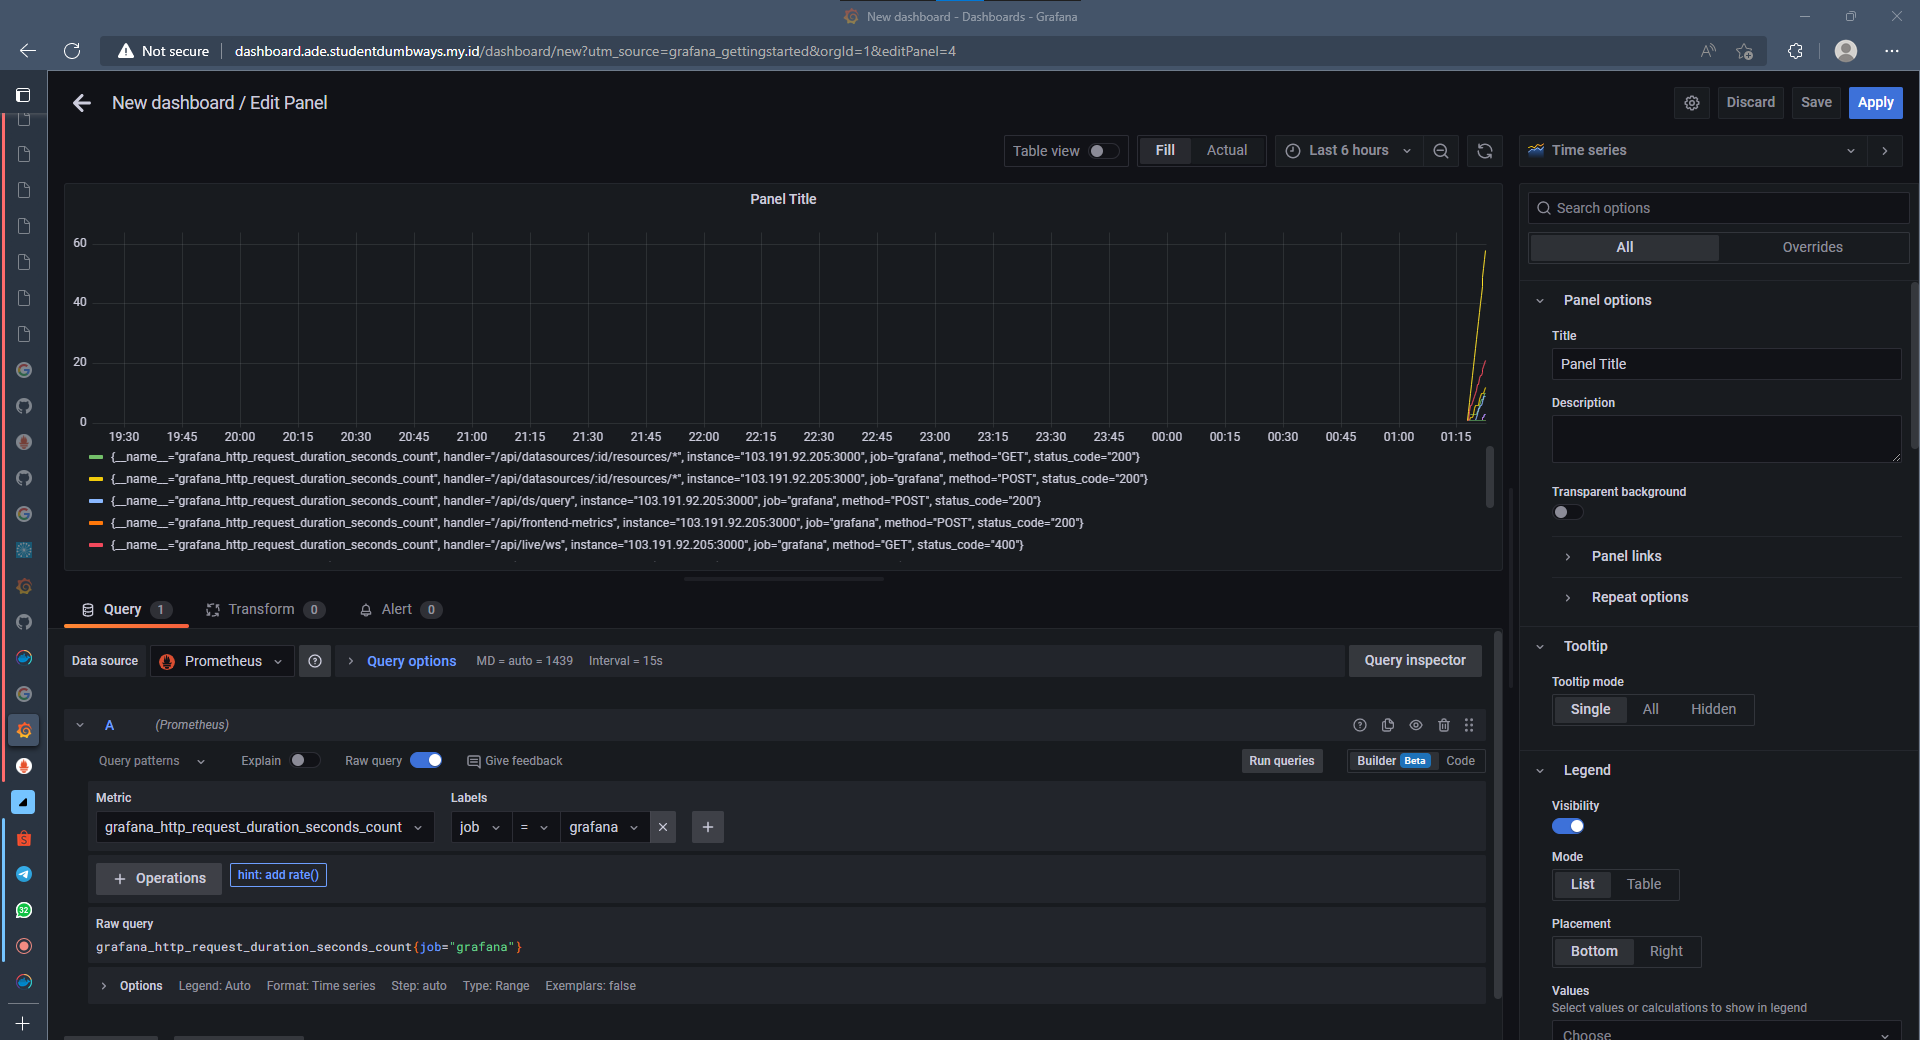 New dashboard - Dashboards - Grafana
Not secure dashboard.ade.studentdumbways.my.id/dashboard/new?utm_source=grafana_gettingstarted&orgId=1&editPanel=4
New dashboard / Edit Panel
Discard Save Apply
Table view Fill Actual Last 6 hours
Time series
Panel Title
60
40
20
0
19:30 19:45 20:00 20:15 20:30 20:45 21:00 21:15 21:30 21:45 22:00 22:15 22:30 22:45 23:00 23:15 23:30 23:45 00:00 00:15 00:30 00:45 01:00 01:15
{__name__="grafana_http_request_duration_seconds_count", handler="/api/datasources/:id/resources/*", instance="103.191.92.205:3000", job="grafana", method="GET", status_code="200"}
{__name__="grafana_http_request_duration_seconds_count", handler="/api/datasources/:id/resources/*", instance="103.191.92.205:3000", job="grafana", method="POST", status_code="200"}
{__name__="grafana_http_request_duration_seconds_count", handler="/api/ds/query", instance="103.191.92.205:3000", job="grafana", method="POST", status_code="200"}
{__name__="grafana_http_request_duration_seconds_count", handler="/api/frontend-metrics", instance="103.191.92.205:3000", job="grafana", method="POST", status_code="200"}
{__name__="grafana_http_request_duration_seconds_count", handler="/api/live/ws", instance="103.191.92.205:3000", job="grafana", method="GET", status_code="400"}
Query 1 Transform 0 Alert 0
Data source Prometheus Query options MD = auto = 1439 Interval = 15s Query inspector
A (Prometheus)
Query patterns Explain Raw query Give feedback Run queries Builder Beta Code
Metric Labels
grafana_http_request_duration_seconds_count job = grafana
+ Operations hint: add rate()
Raw query
grafana_http_request_duration_seconds_count{job="grafana"}
Options Legend: Auto Format: Time series Step: auto Type: Range Exemplars: false
Search options
All Overrides
Panel options
Title
Panel Title
Description
Transparent background
Panel links
Repeat options
Tooltip
Tooltip mode
Single All Hidden
Legend
Visibility
Mode
List Table
Placement
Bottom Right
Values
Select values or calculations to show in legend
Choose
32